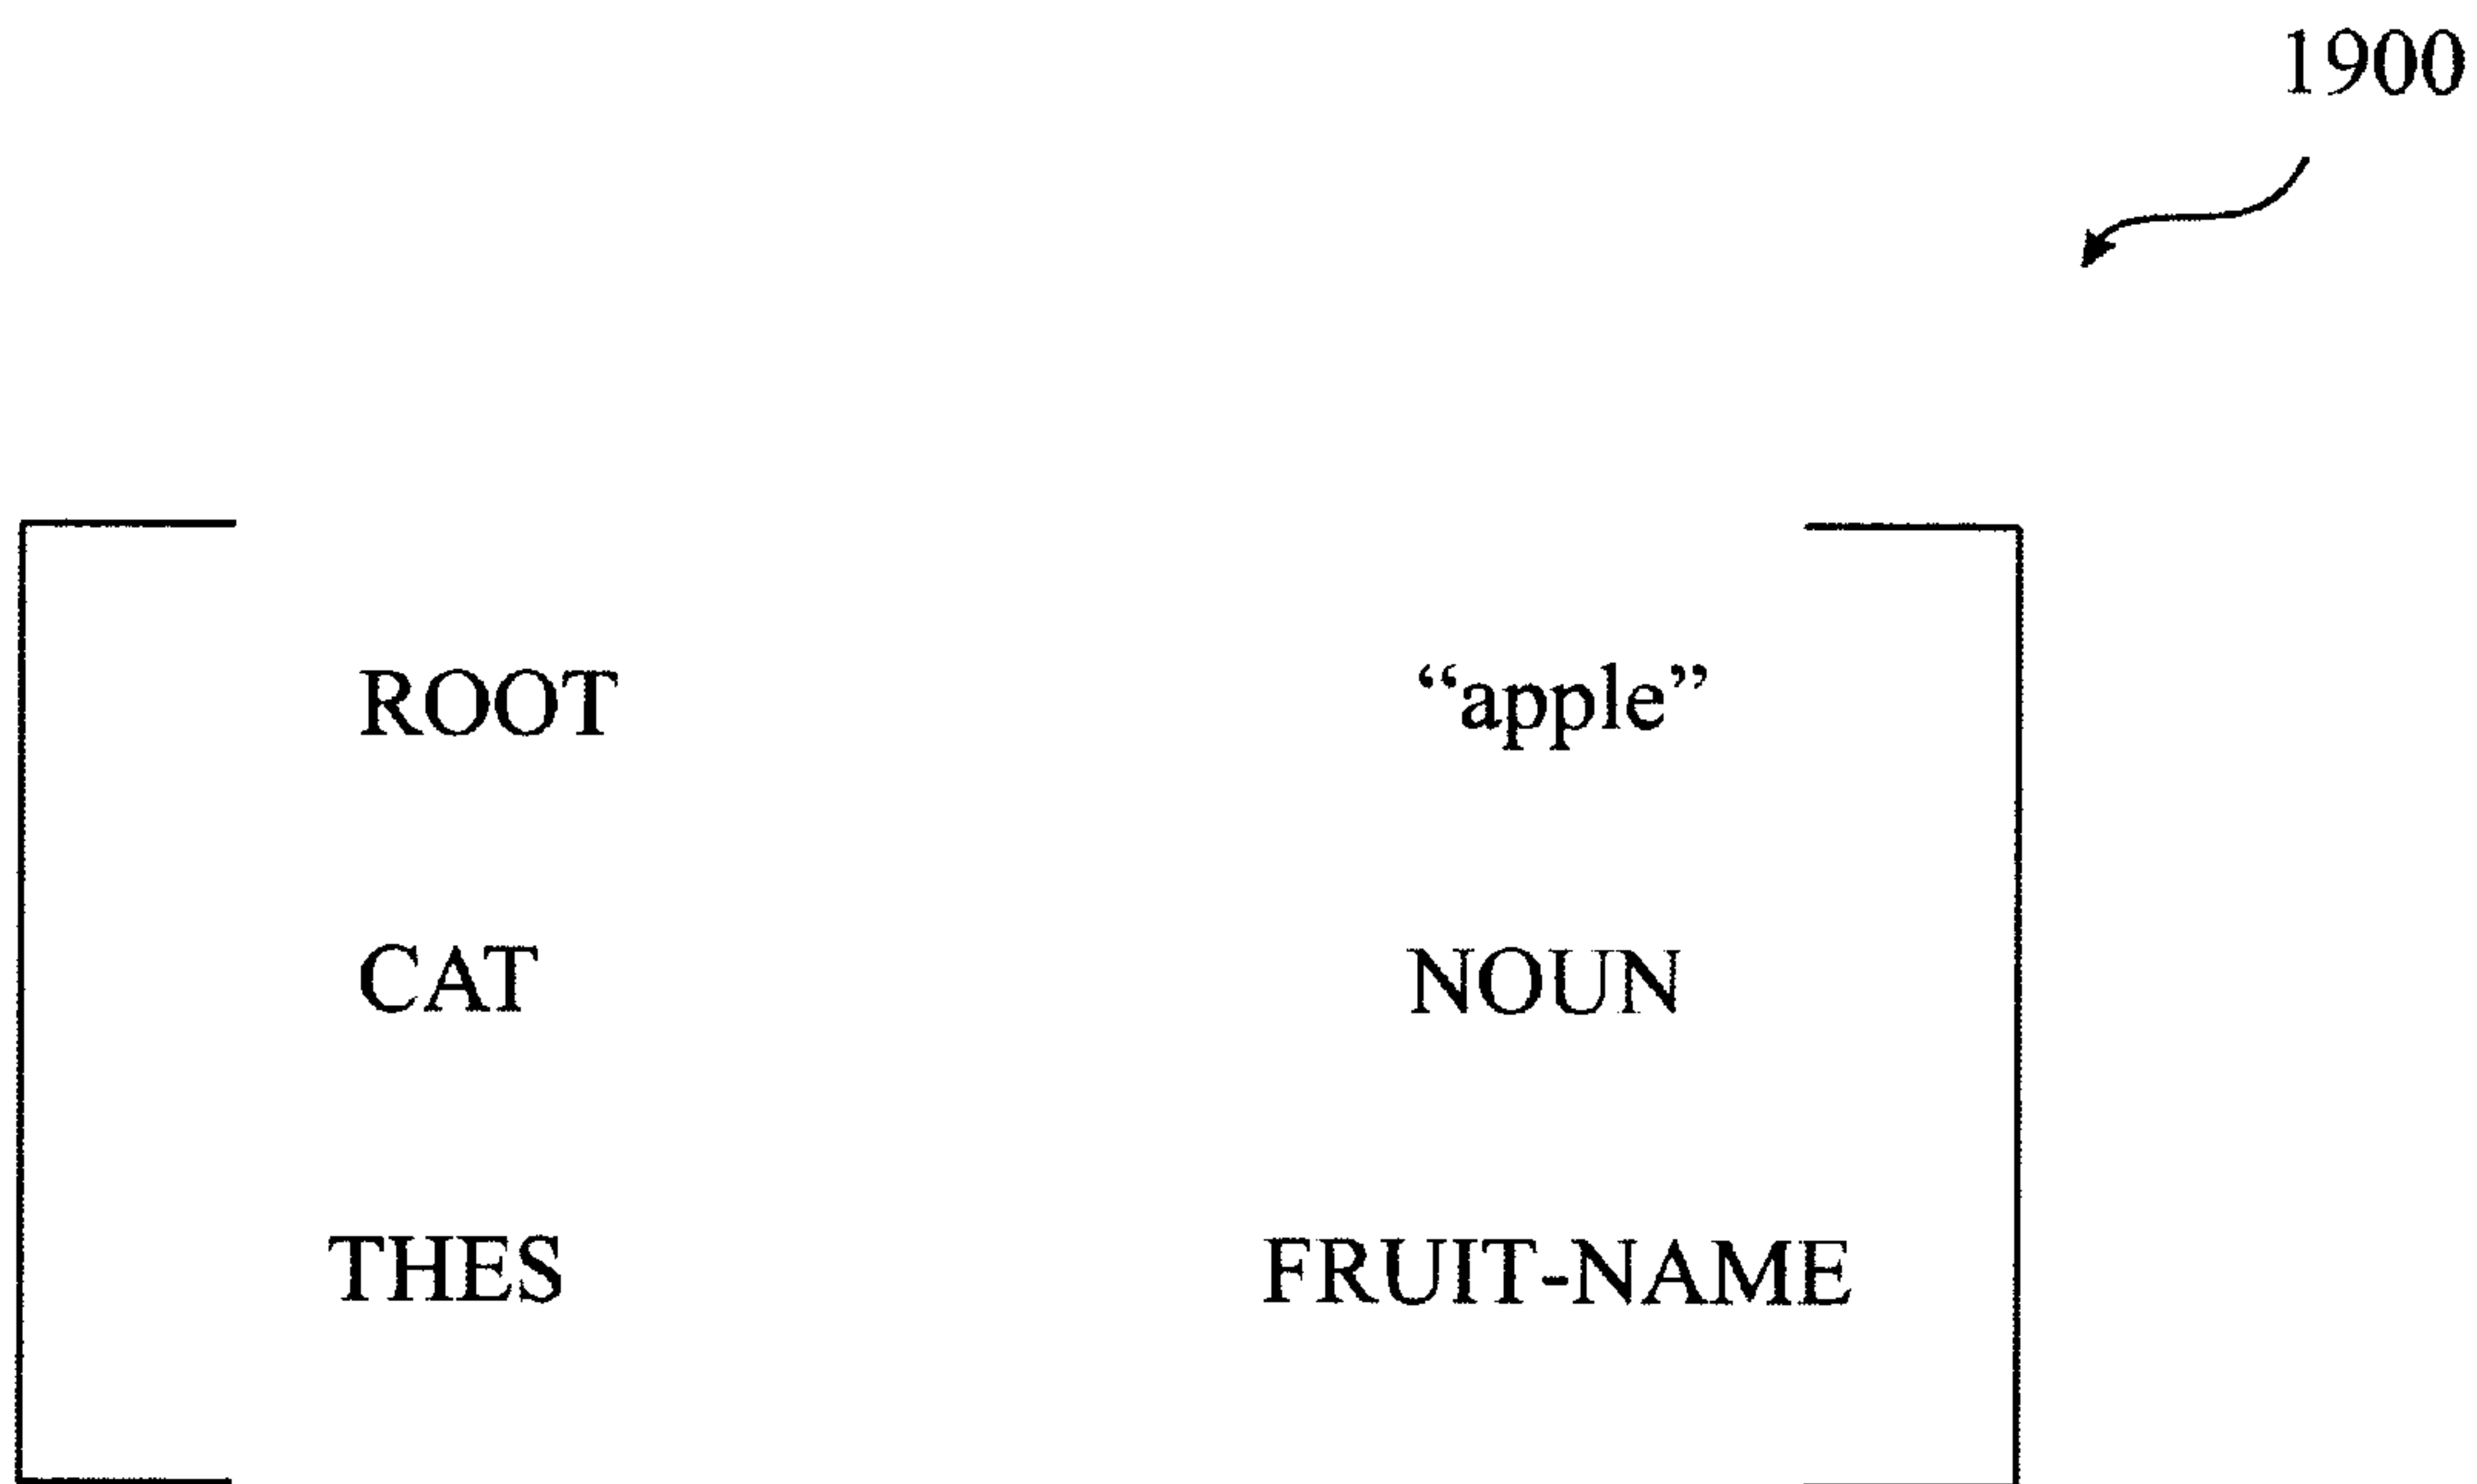 1900
ROOT “apple”
CAT NOUN
THES FRUIT-NAME